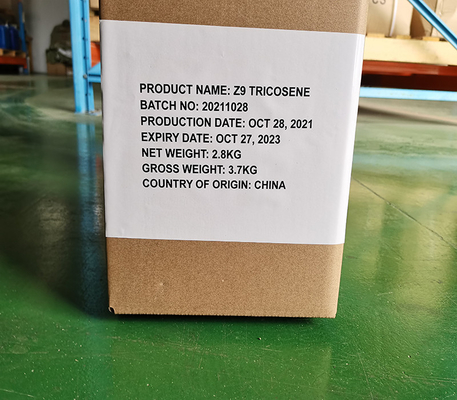 PRODUCT NAME: Z9 TRICOSENE
BATCH NO: 20211028
PRODUCTION DATE: OCT 28, 2021
EXPIRY DATE: OCT 27, 2023
NET WEIGHT: 2.8KG
GROSS WEIGHT: 3.7KG
COUNTRY OF ORIGIN: CHINA